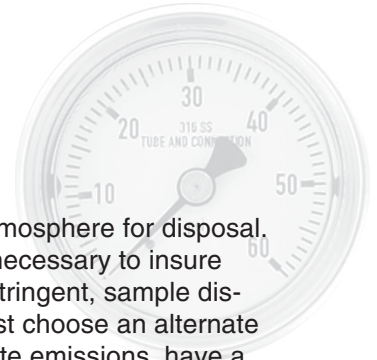 30
20 316 SS 40
TUBE AND CONNECTION
10 50
60
mosphere for disposal.
necessary to insure
tringent, sample dis-
st choose an alternate
te emissions, have a